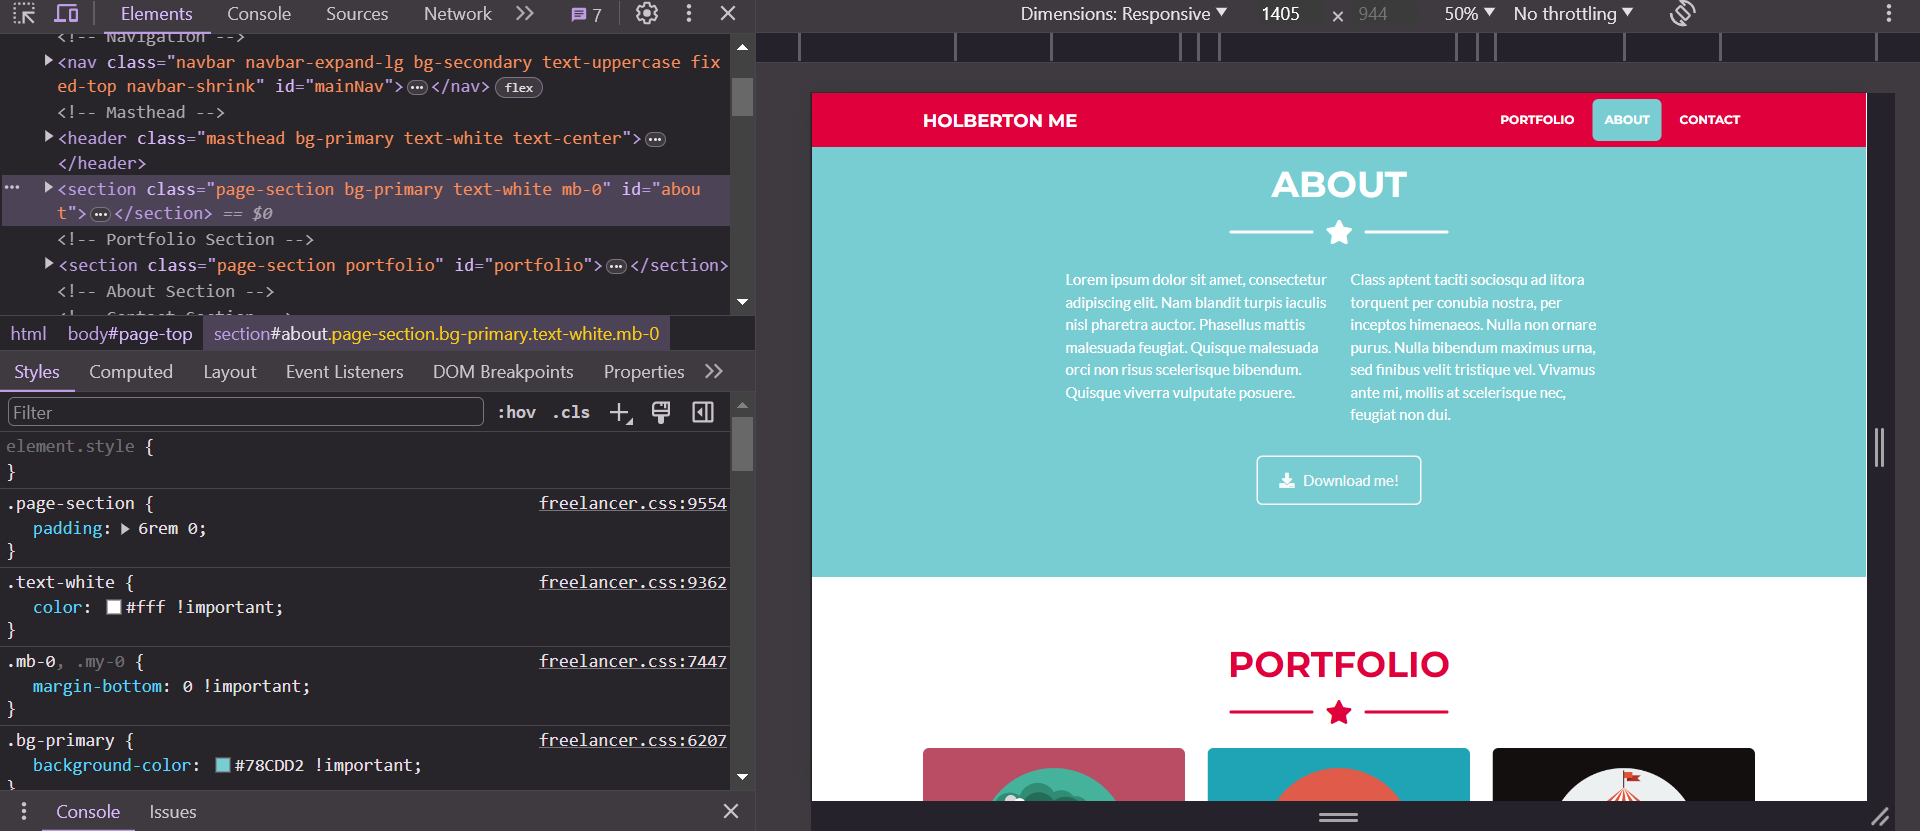 Elements Console Sources Network 7
<!-- Navigation -->
<nav class="navbar navbar-expand-lg bg-secondary text-uppercase fix
ed-top navbar-shrink" id="mainNav"> ⋯ </nav> flex
<!-- Masthead -->
<header class="masthead bg-primary text-white text-center"> ⋯
</header>
<section class="page-section bg-primary text-white mb-0" id="abou
t"> ⋯ </section> == $0
<!-- Portfolio Section -->
<section class="page-section portfolio" id="portfolio"> ⋯ </section>
<!-- About Section -->
<!-- Contact Section -->
html body#page-top section#about.page-section.bg-primary.text-white.mb-0
Styles Computed Layout Event Listeners DOM Breakpoints Properties
Filter :hov .cls
element.style {
}
.page-section { freelancer.css:9554
padding: 6rem 0;
}
.text-white { freelancer.css:9362
color: #fff !important;
}
.mb-0, .my-0 { freelancer.css:7447
margin-bottom: 0 !important;
}
.bg-primary { freelancer.css:6207
background-color: #78CDD2 !important;
}
Console Issues
Dimensions: Responsive 1405 × 944 50% No throttling
HOLBERTON ME PORTFOLIO ABOUT CONTACT
ABOUT
Lorem ipsum dolor sit amet, consectetur
adipiscing elit. Nam blandit turpis iaculis
nisl pharetra auctor. Phasellus mattis
malesuada feugiat. Quisque malesuada
orci non risus scelerisque bibendum.
Quisque viverra vulputate posuere.
Class aptent taciti sociosqu ad litora
torquent per conubia nostra, per
inceptos himenaeos. Nulla non ornare
purus. Nulla bibendum maximus urna,
sed finibus velit tristique vel. Vivamus
ante mi, mollis at scelerisque nec,
feugiat non dui.
Download me!
PORTFOLIO